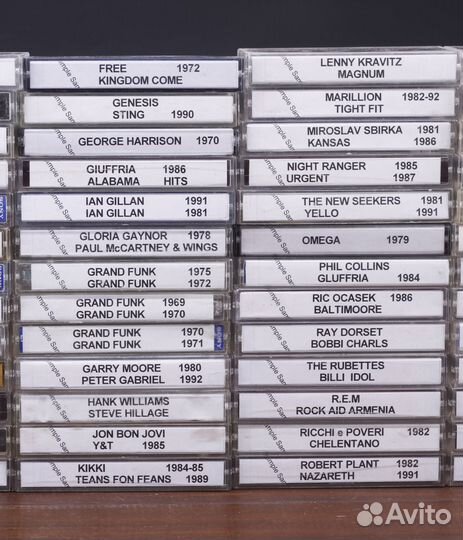 FREE 1972
KINGDOM COME
GENESIS
STING 1990
GEORGE HARRISON 1970
GIUFFRIA 1986
ALABAMA HITS
IAN GILLAN 1991
IAN GILLAN 1981
GLORIA GAYNOR 1978
PAUL McCARTNEY & WINGS
GRAND FUNK 1975
GRAND FUNK 1972
GRAND FUNK 1969
GRAND FUNK 1970
GRAND FUNK 1970
GRAND FUNK 1971
GARRY MOORE 1980
PETER GABRIEL 1992
HANK WILLIAMS
STEVE HILLAGE
JON BON JOVI
Y&T 1985
KIKKI 1984-85
TEANS FON FEANS 1989
LENNY KRAVITZ
MAGNUM
MARILLION 1982-92
TIGHT FIT
MIROSLAV SBIRKA 1981
KANSAS 1986
NIGHT RANGER 1985
URGENT 1987
THE NEW SEEKERS 1981
YELLO 1991
OMEGA 1979
PHIL COLLINS
GLUFFRIA 1984
RIC OCASEK 1986
BALTIMOORE
RAY DORSET
BOBBI CHARLS
THE RUBETTES
BILLI IDOL
R.E.M
ROCK AID ARMENIA
RICCHI e POVERI 1982
CHELENTANO
ROBERT PLANT 1982
NAZARETH 1991
Avito